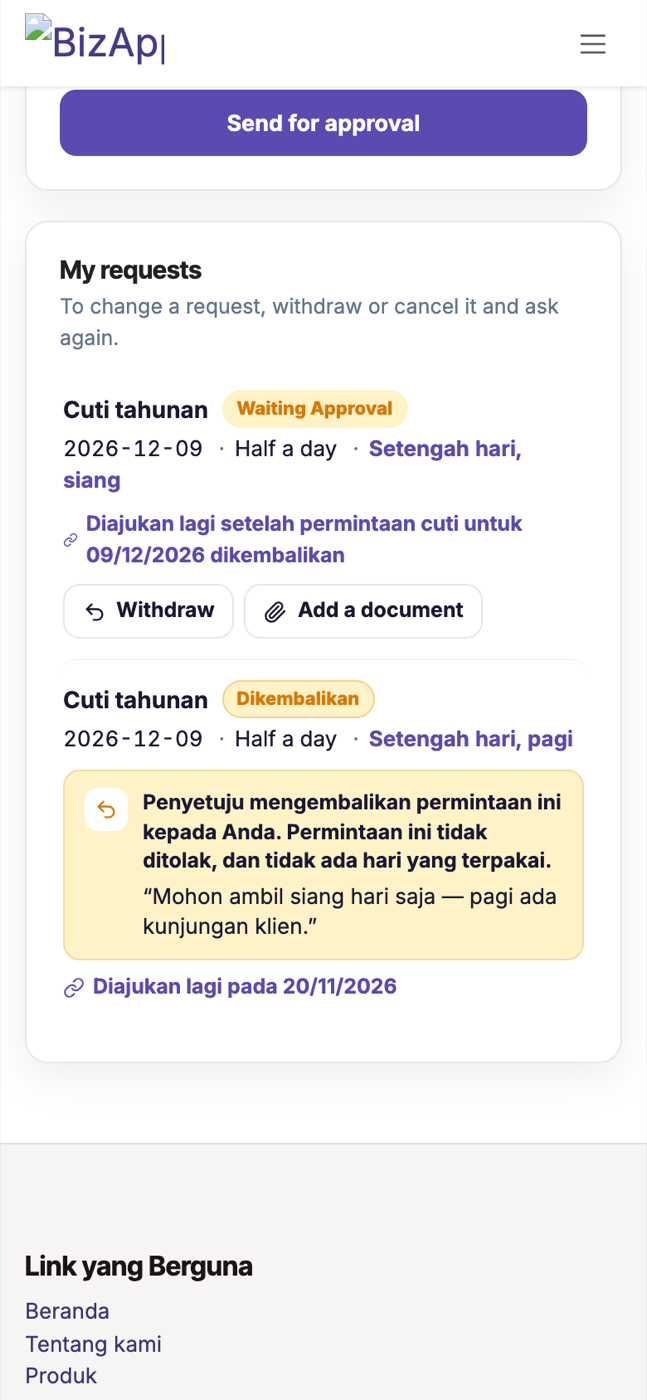 BizAp
Send for approval
My requests
To change a request, withdraw or cancel it and ask
again.
Cuti tahunan Waiting Approval
2026-12-09 · Half a day · Setengah hari,
siang
Diajukan lagi setelah permintaan cuti untuk
09/12/2026 dikembalikan
Withdraw Add a document
Cuti tahunan Dikembalikan
2026-12-09 · Half a day · Setengah hari, pagi
Penyetuju mengembalikan permintaan ini
kepada Anda. Permintaan ini tidak
ditolak, dan tidak ada hari yang terpakai.
“Mohon ambil siang hari saja — pagi ada
kunjungan klien.”
Diajukan lagi pada 20/11/2026
Link yang Berguna
Beranda
Tentang kami
Produk